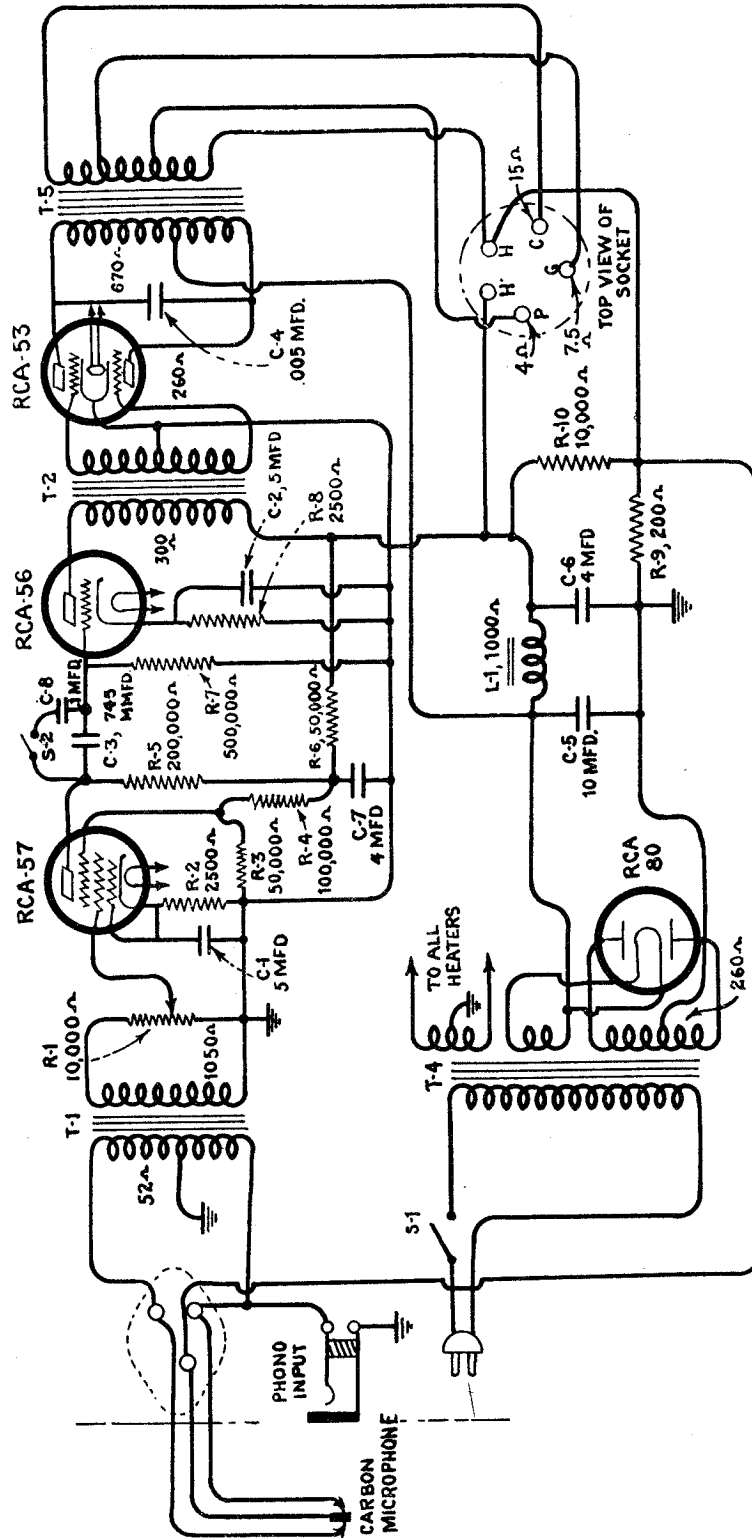 CARBON
MICROPHONE
PHONO
INPUT
52Ω
T-1
R-1
10,000Ω
1050Ω
RCA-57
C-1
5 MFD
R-2
2500Ω
R-3
50,000Ω
R-4
100,000Ω
C-7
4 MFD
S-2
C-8
C-3, 745
MMFD
R-5
200,000Ω
R-7
500,000Ω
R-6, 50,000Ω
RCA-56
300Ω
C-2, 5 MFD
R-8
2500Ω
T-2
RCA-53
260Ω
670Ω
C-4
.005 MFD.
T-5
S-1
T-4
TO ALL
HEATERS
260Ω
RCA
80
C-5
10 MFD.
L-1, 1000Ω
C-6
4 MFD
R-9, 200Ω
R-10
10,000Ω
H'
H
P
G
C
4Ω
7.5
Ω
15Ω
TOP VIEW OF
SOCKET